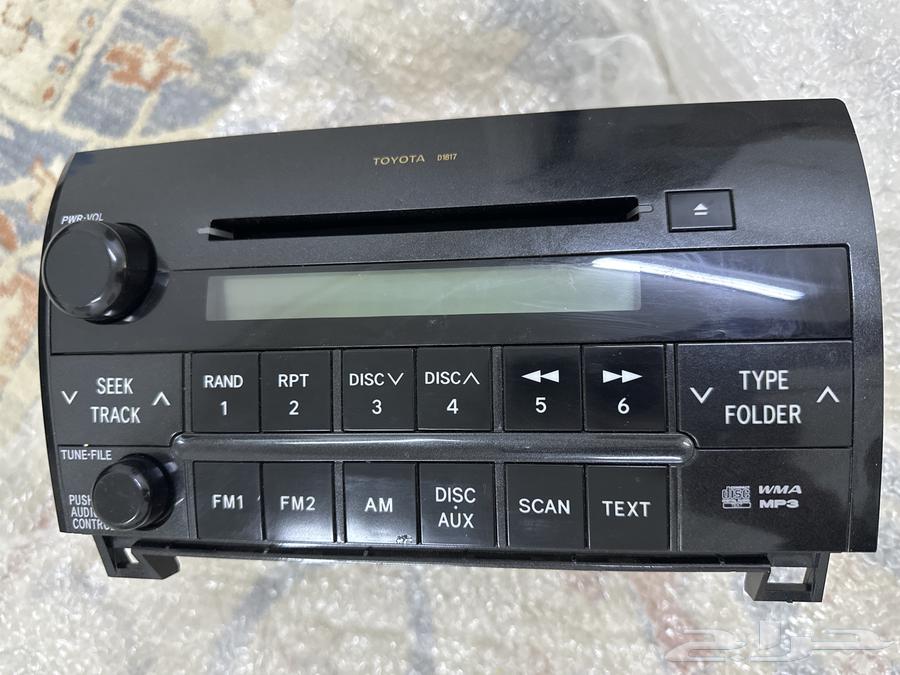 TOYOTA D1817
PWR·VOL
SEEK
TRACK
RAND
1
RPT
2
DISC
3
DISC
4
5
6
TYPE
FOLDER
TUNE·FILE
PUSH
AUDIO
CONTROL
FM1
FM2
AM
DISC
AUX
SCAN
TEXT
disc
WMA
MP3
حراج